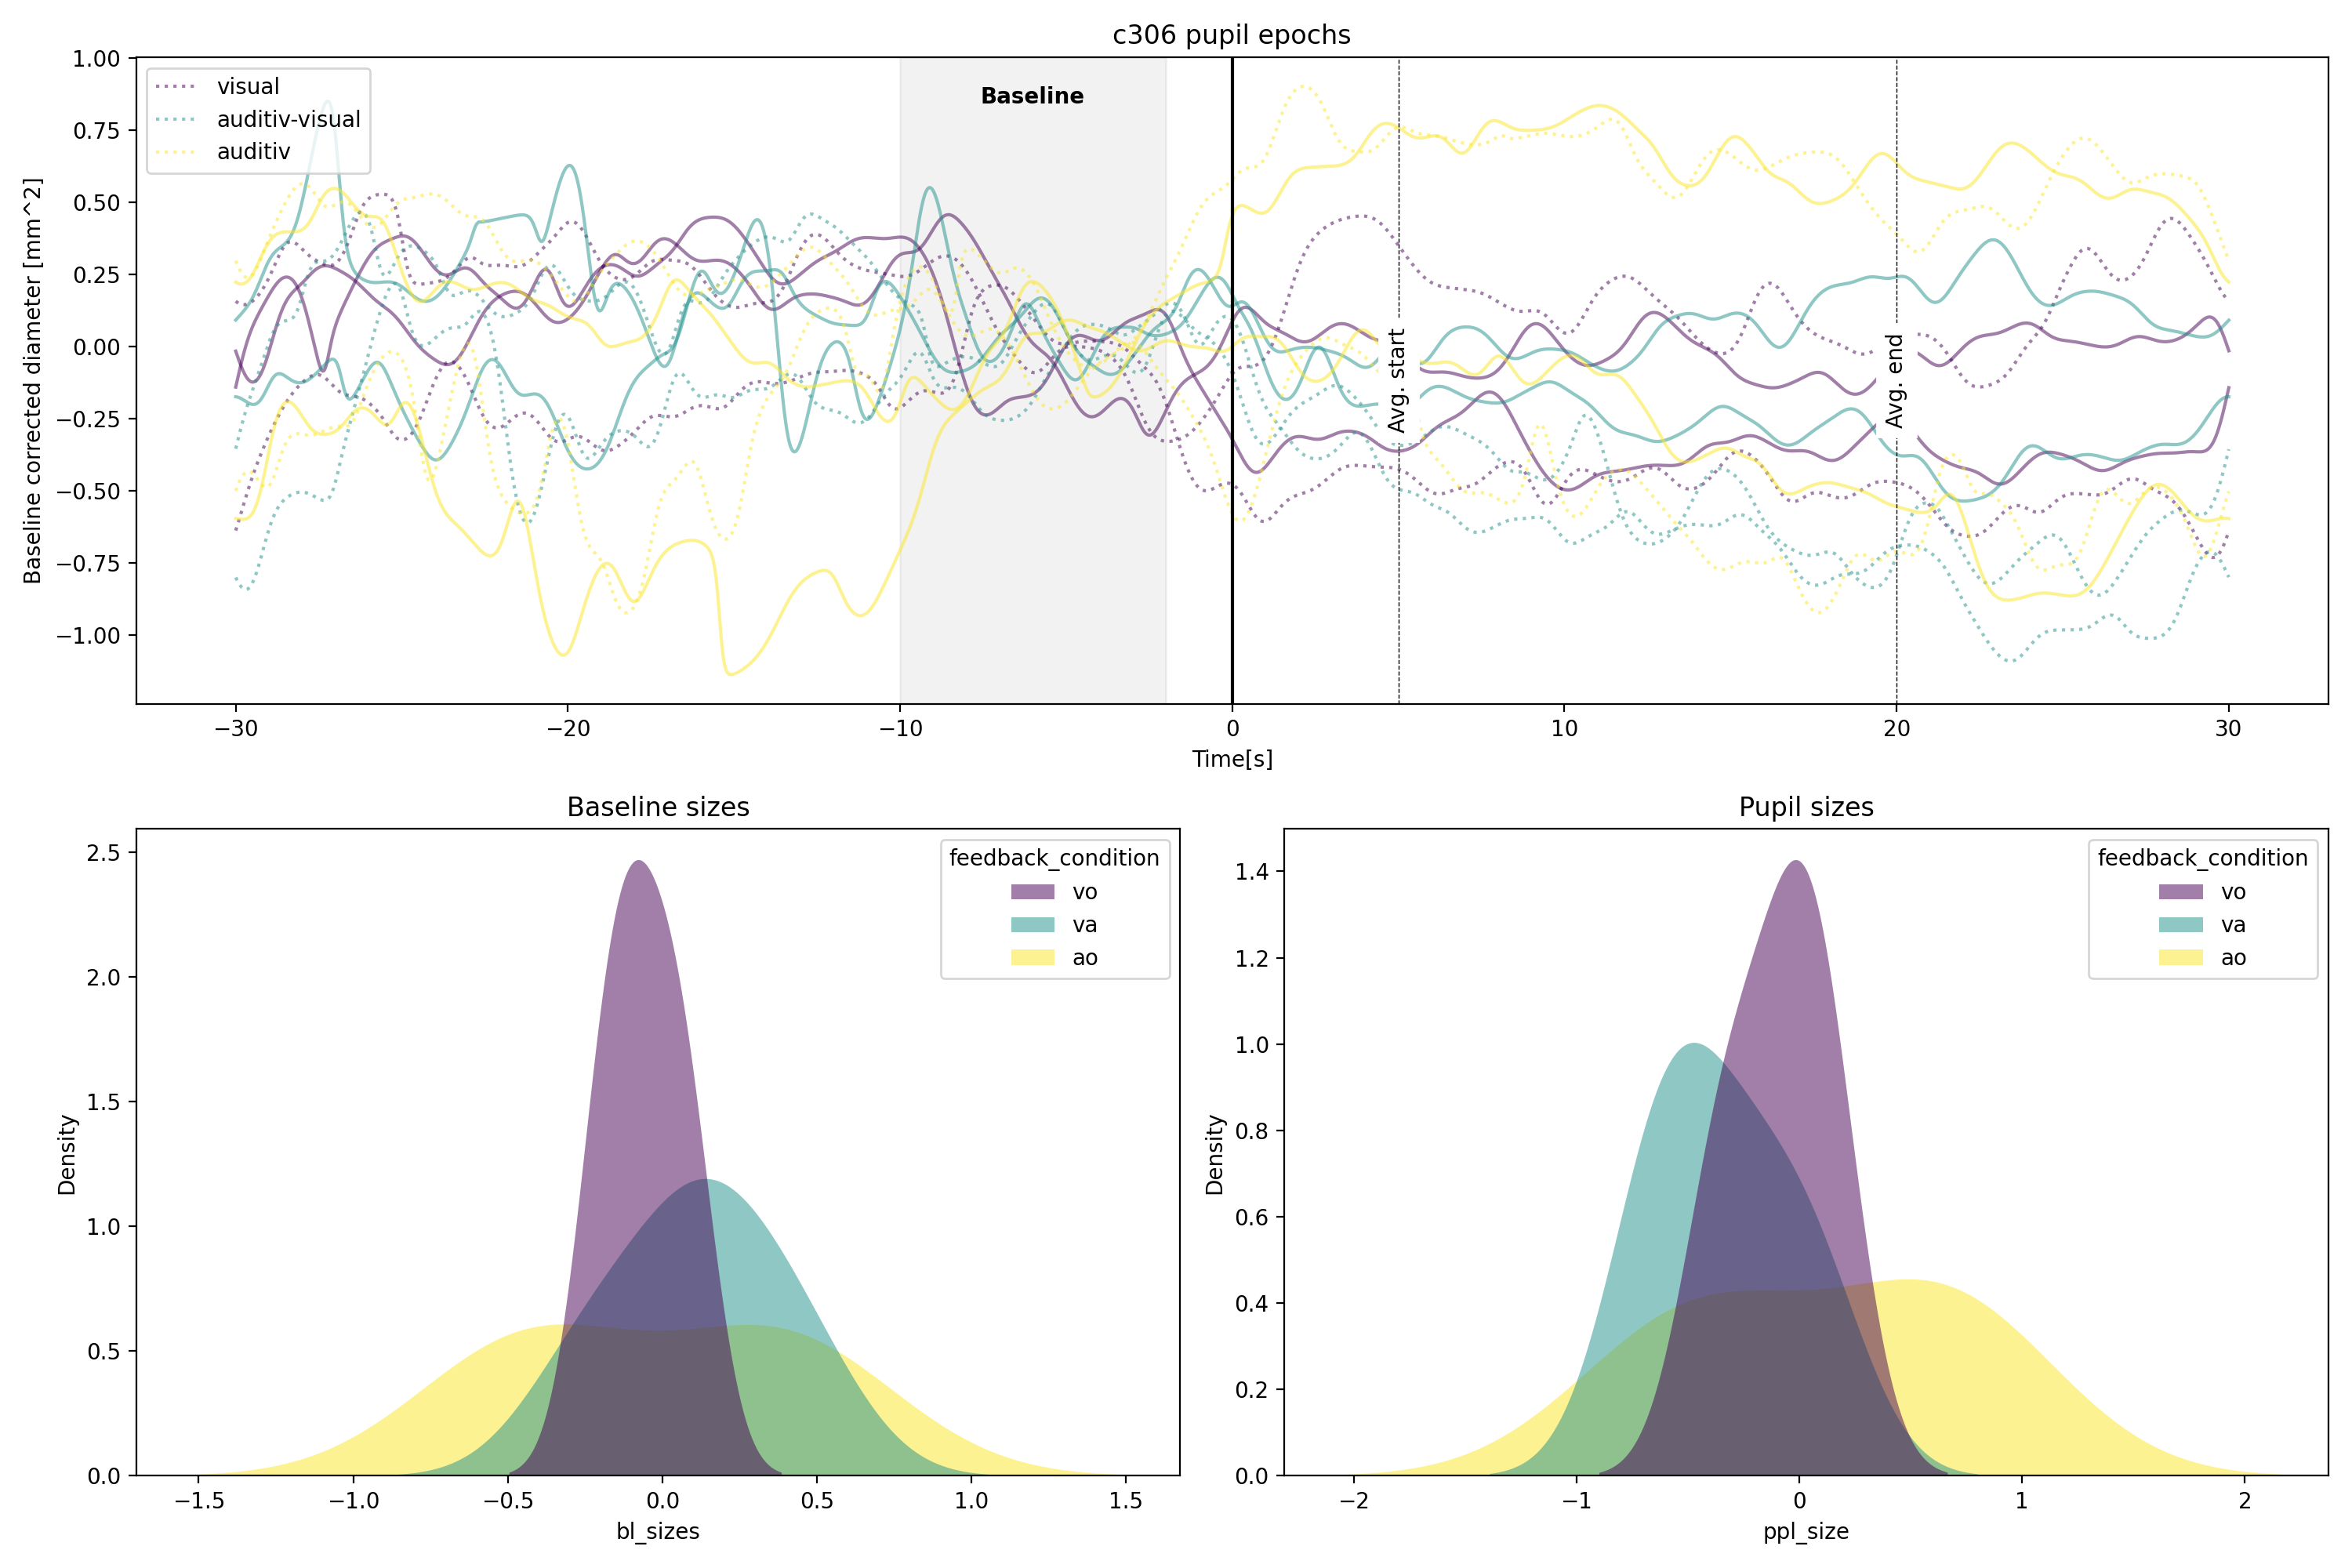 c306 pupil epochs
1.00
0.75
0.50
0.25
0.00
−0.25
−0.50
−0.75
−1.00
Baseline corrected diameter [mm^2]
visual
auditiv-visual
auditiv
Baseline
Avg. start
Avg. end
−30
−20
−10
0
10
20
30
Time[s]
Baseline sizes
2.5
2.0
1.5
1.0
0.5
0.0
Density
feedback_condition
vo
va
ao
−1.5
−1.0
−0.5
0.0
0.5
1.0
1.5
bl_sizes
Pupil sizes
1.4
1.2
1.0
0.8
0.6
0.4
0.2
0.0
Density
feedback_condition
vo
va
ao
−2
−1
0
1
2
ppl_size